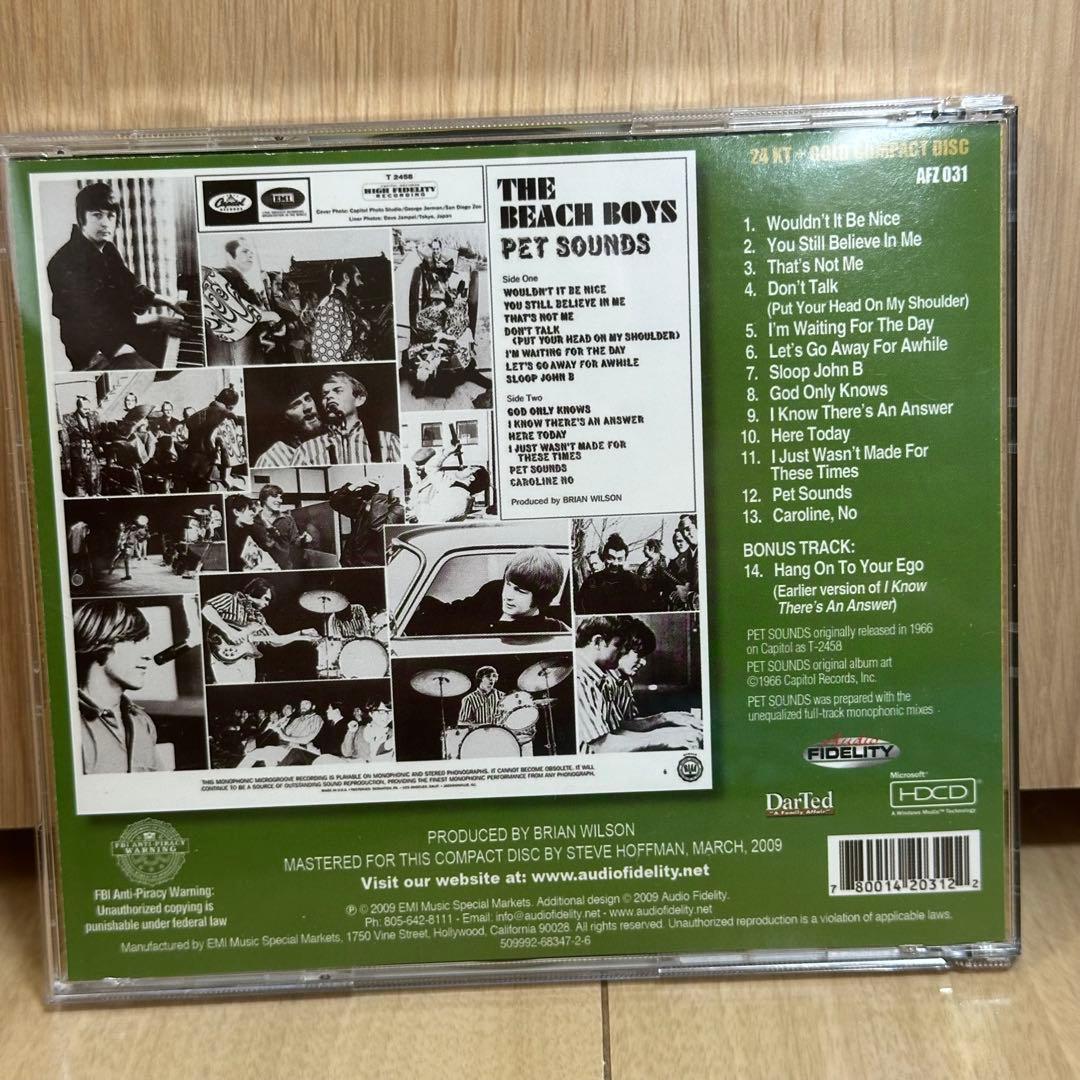 T 2458
Capitol
RECORDS
EMI
CAPITOL RECORDS
HIGH FIDELITY
RECORDING
Cover Photo: Capitol Photo Studio/George Jerman/San Diego Zoo
Liner Photos: Dave Jampel/Tokyo, Japan
THE
BEACH BOYS
PET SOUNDS
Side One
WOULDN'T IT BE NICE
YOU STILL BELIEVE IN ME
THAT'S NOT ME
DON'T TALK
(PUT YOUR HEAD ON MY SHOULDER)
I'M WAITING FOR THE DAY
LET'S GO AWAY FOR AWHILE
SLOOP JOHN B
Side Two
GOD ONLY KNOWS
I KNOW THERE'S AN ANSWER
HERE TODAY
I JUST WASN'T MADE FOR
THESE TIMES
PET SOUNDS
CAROLINE NO
Produced by BRIAN WILSON
THIS MONOPHONIC MICROGROOVE RECORDING IS PLAYABLE ON MONOPHONIC AND STEREO PHONOGRAPHS. IT CANNOT BECOME OBSOLETE. IT WILL
CONTINUE TO BE A SOURCE OF OUTSTANDING SOUND REPRODUCTION, PROVIDING THE FINEST MONOPHONIC PERFORMANCE FROM ANY PHONOGRAPH.
6
24 KT + GOLD COMPACT DISC
AFZ 031
1. Wouldn't It Be Nice
2. You Still Believe In Me
3. That's Not Me
4. Don't Talk
(Put Your Head On My Shoulder)
5. I'm Waiting For The Day
6. Let's Go Away For Awhile
7. Sloop John B
8. God Only Knows
9. I Know There's An Answer
10. Here Today
11. I Just Wasn't Made For
These Times
12. Pet Sounds
13. Caroline, No
BONUS TRACK:
14. Hang On To Your Ego
(Earlier version of I Know
There's An Answer)
PET SOUNDS originally released in 1966
on Capitol as T-2458
PET SOUNDS original album art
©1966 Capitol Records, Inc.
PET SOUNDS was prepared with the
unequalized full-track monophonic mixes
FIDELITY
DarTed
"A Family Affair"
Microsoft®
HDCD
A Windows Media™ Technology
7 80014 20312 2
FBI ANTI-PIRACY
WARNING
FBI Anti-Piracy Warning:
Unauthorized copying is
punishable under federal law
PRODUCED BY BRIAN WILSON
MASTERED FOR THIS COMPACT DISC BY STEVE HOFFMAN, MARCH, 2009
Visit our website at: www.audiofidelity.net
℗ © 2009 EMI Music Special Markets. Additional design © 2009 Audio Fidelity.
Ph: 805-642-8111 - Email: info@audiofidelity.net - www.audiofidelity.net
Manufactured by EMI Music Special Markets, 1750 Vine Street, Hollywood, California 90028. All rights reserved. Unauthorized reproduction is a violation of applicable laws.
509992-68347-2-6